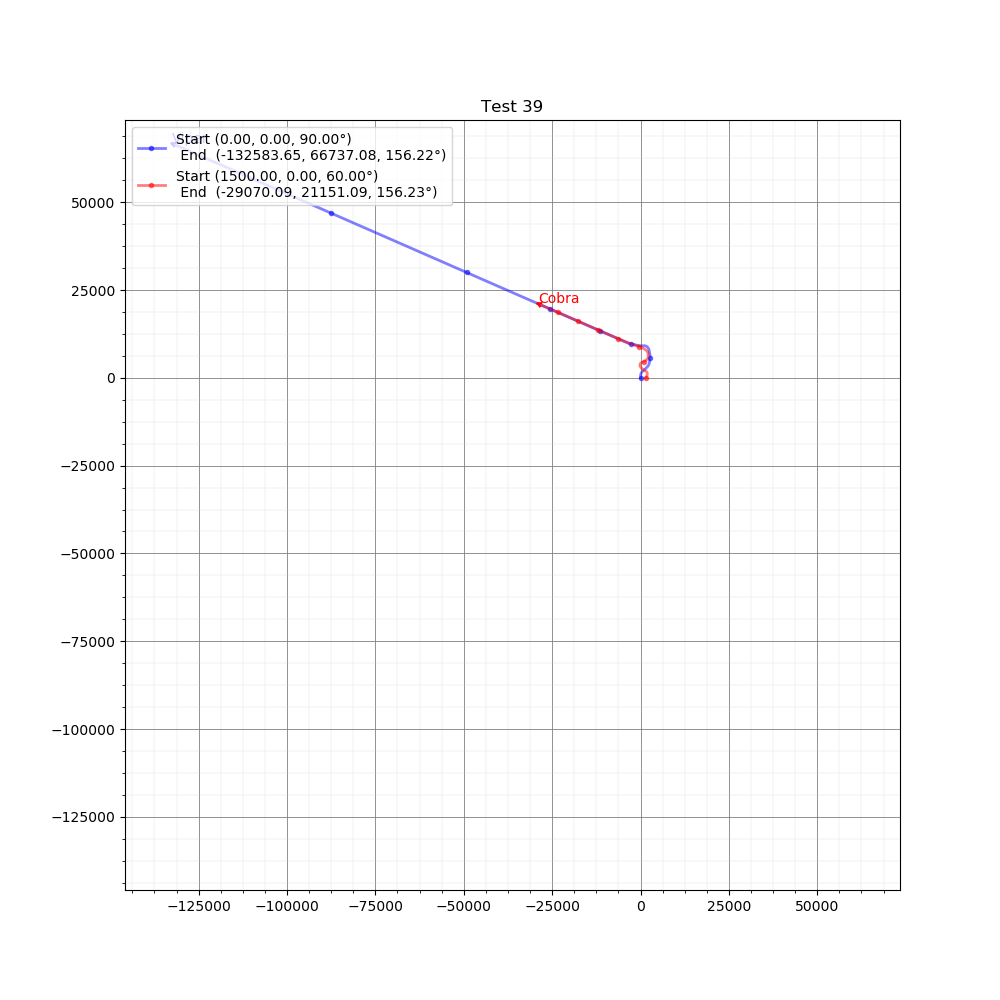 Test 39
Start (0.00, 0.00, 90.00°)
End  (-132583.65, 66737.08, 156.22°)
Start (1500.00, 0.00, 60.00°)
End  (-29070.09, 21151.09, 156.23°)
50000
25000
Cobra
0
−25000
−50000
−75000
−100000
−125000
−125000 −100000 −75000 −50000 −25000 0 25000 50000